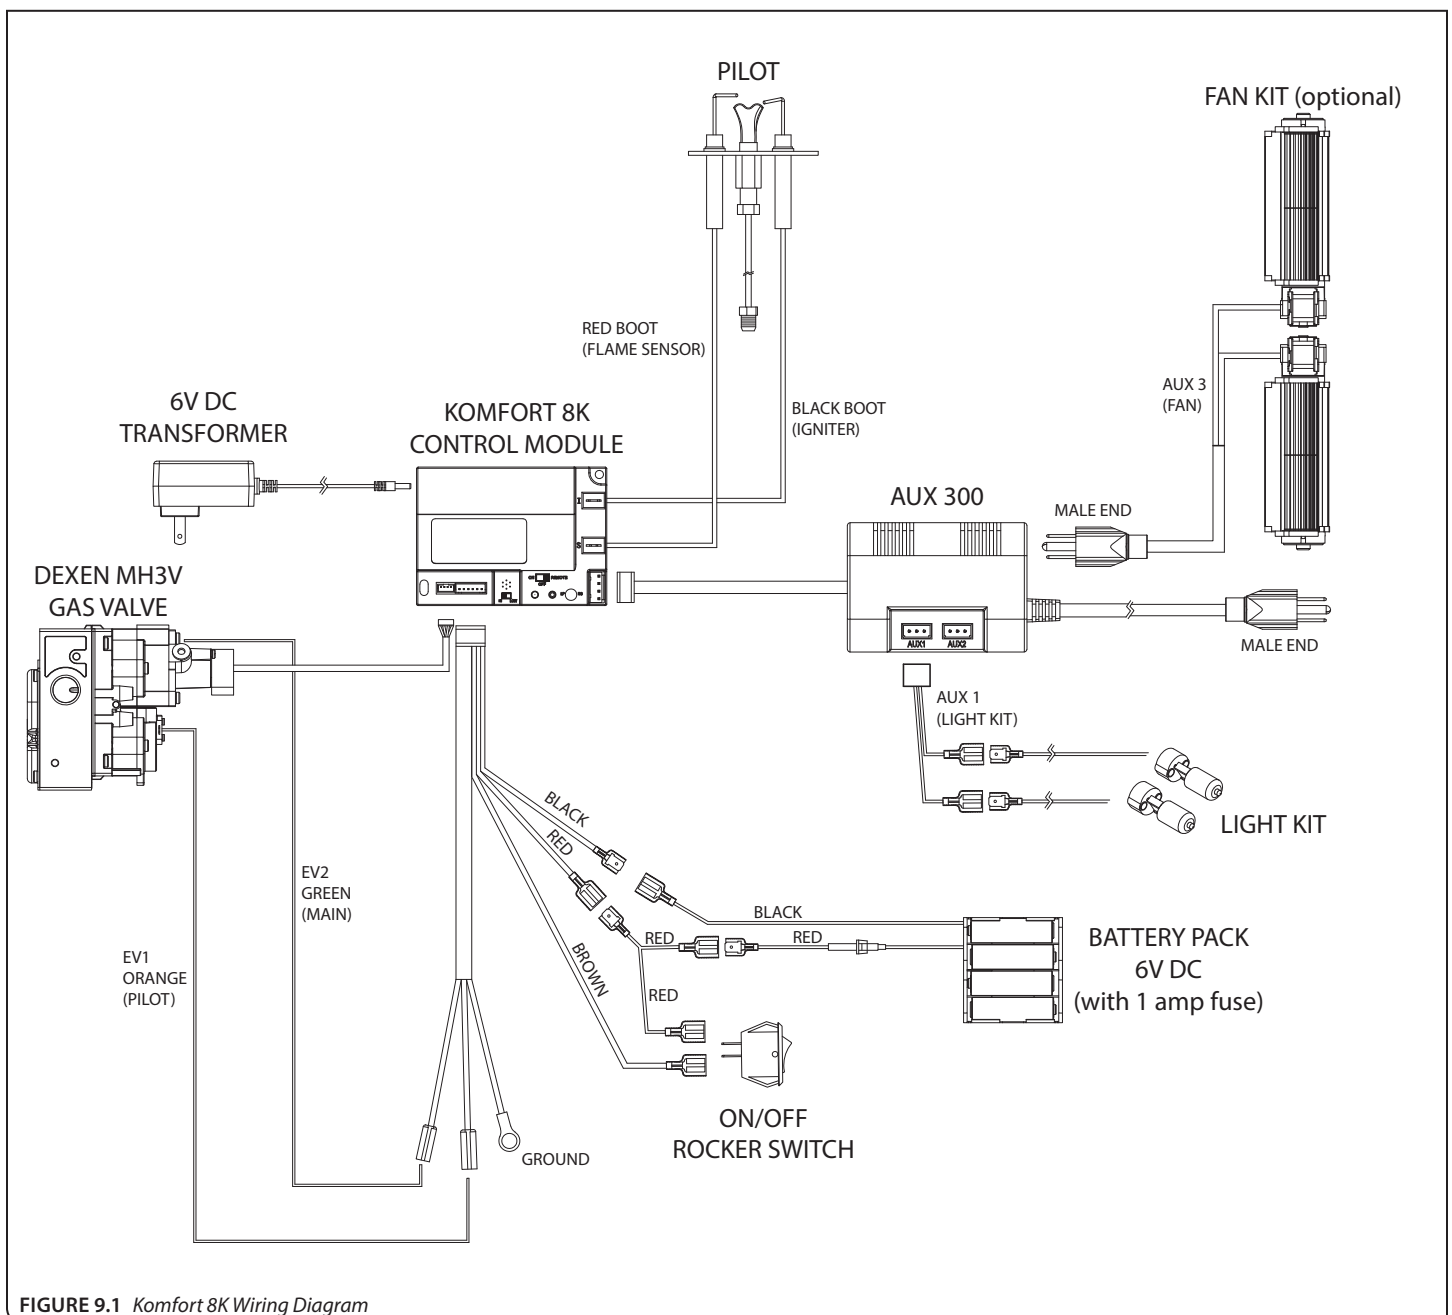 PILOT
FAN KIT (optional)
RED BOOT
(FLAME SENSOR)
BLACK BOOT
(IGNITER)
AUX 3
(FAN)
6V DC
TRANSFORMER
KOMFORT 8K
CONTROL MODULE
I
S
ON
OFF
REMOTE
AUX 300
MALE END
MALE END
AUX1
AUX2
DEXEN MH3V
GAS VALVE
AUX 1
(LIGHT KIT)
LIGHT KIT
BLACK
RED
BROWN
BLACK
RED
RED
RED
BATTERY PACK
6V DC
(with 1 amp fuse)
EV2
GREEN
(MAIN)
EV1
ORANGE
(PILOT)
ON/OFF
ROCKER SWITCH
GROUND
FIGURE 9.1 Komfort 8K Wiring Diagram